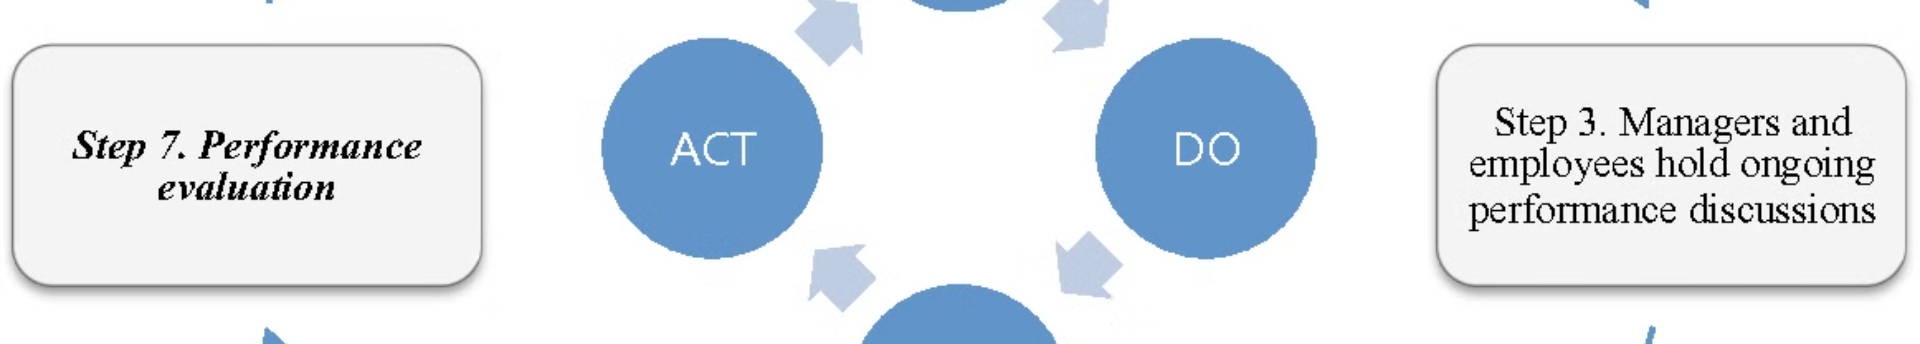 Step 7. Performance
evaluation
ACT
DO
Step 3. Managers and
employees hold ongoing
performance discussions